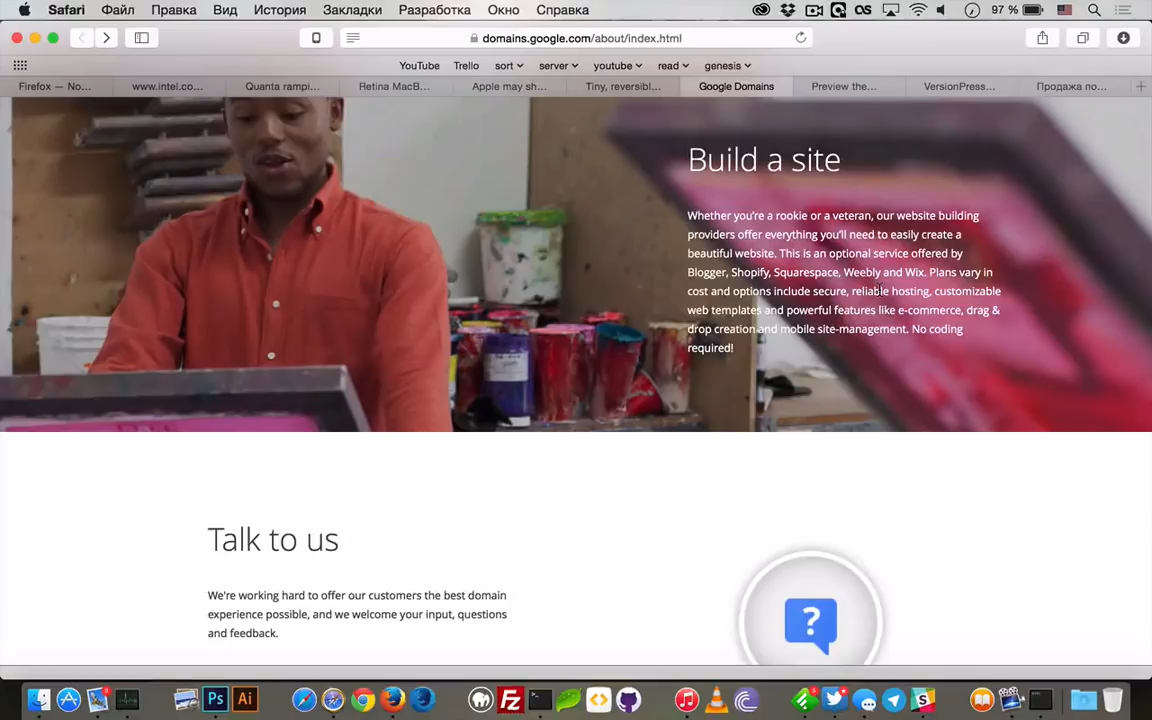 Safari Файл Правка Вид История Закладки Разработка Окно Справка 97 %
domains.google.com/about/index.html
YouTube Trello sort server youtube read genesis
Firefox — No... www.intel.co... Quanta rampi... Retina MacB... Apple may sh... Tiny, reversibl... Google Domains Preview the... VersionPress... Продажа по...
Build a site
Whether you're a rookie or a veteran, our website building
providers offer everything you'll need to easily create a
beautiful website. This is an optional service offered by
Blogger, Shopify, Squarespace, Weebly and Wix. Plans vary in
cost and options include secure, reliable hosting, customizable
web templates and powerful features like e-commerce, drag &
drop creation and mobile site-management. No coding
required!
Talk to us
We're working hard to offer our customers the best domain
experience possible, and we welcome your input, questions
and feedback.
?
Ps Ai Fz